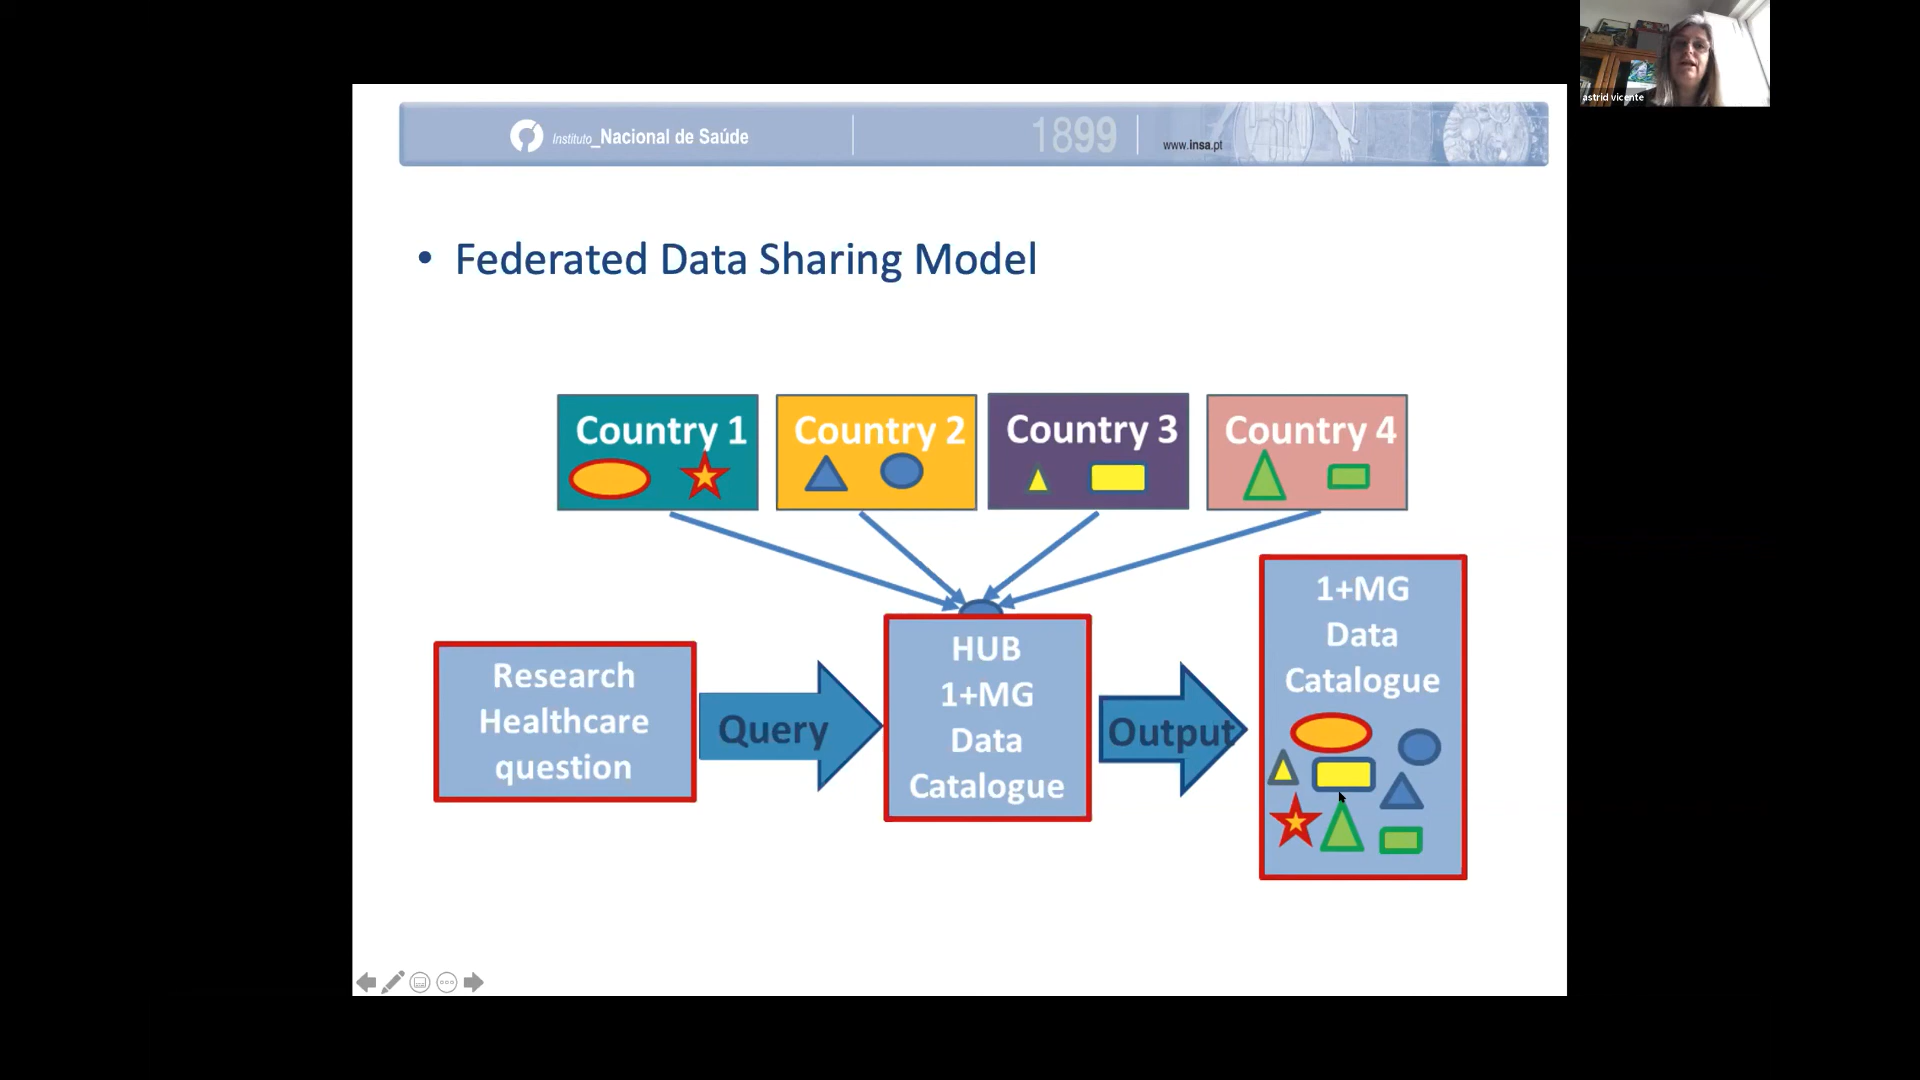 astrid vicente
Instituto_Nacional de Saúde
1899
www.insa.pt
• Federated Data Sharing Model
Country 1
Country 2
Country 3
Country 4
Research
Healthcare
question
Query
HUB
1+MG
Data
Catalogue
Output
1+MG
Data
Catalogue